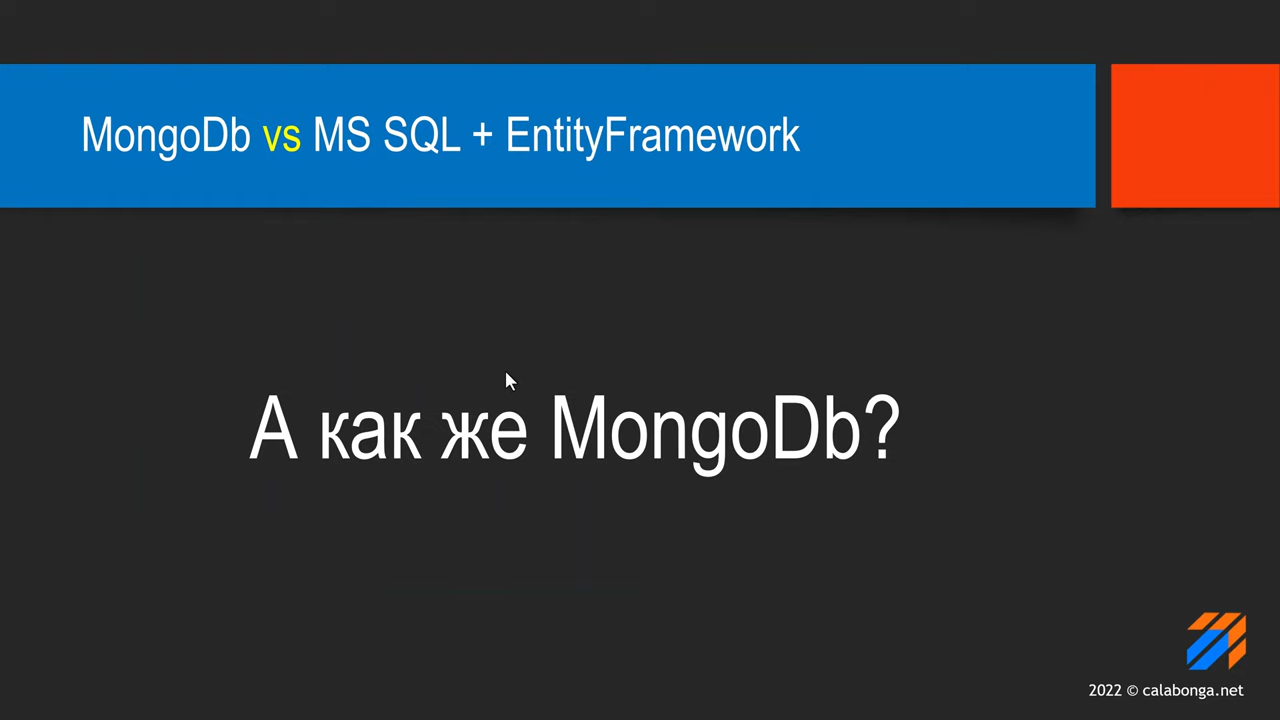 MongoDb vs MS SQL + EntityFramework
А как же MongoDb?
2022 © calabonga.net